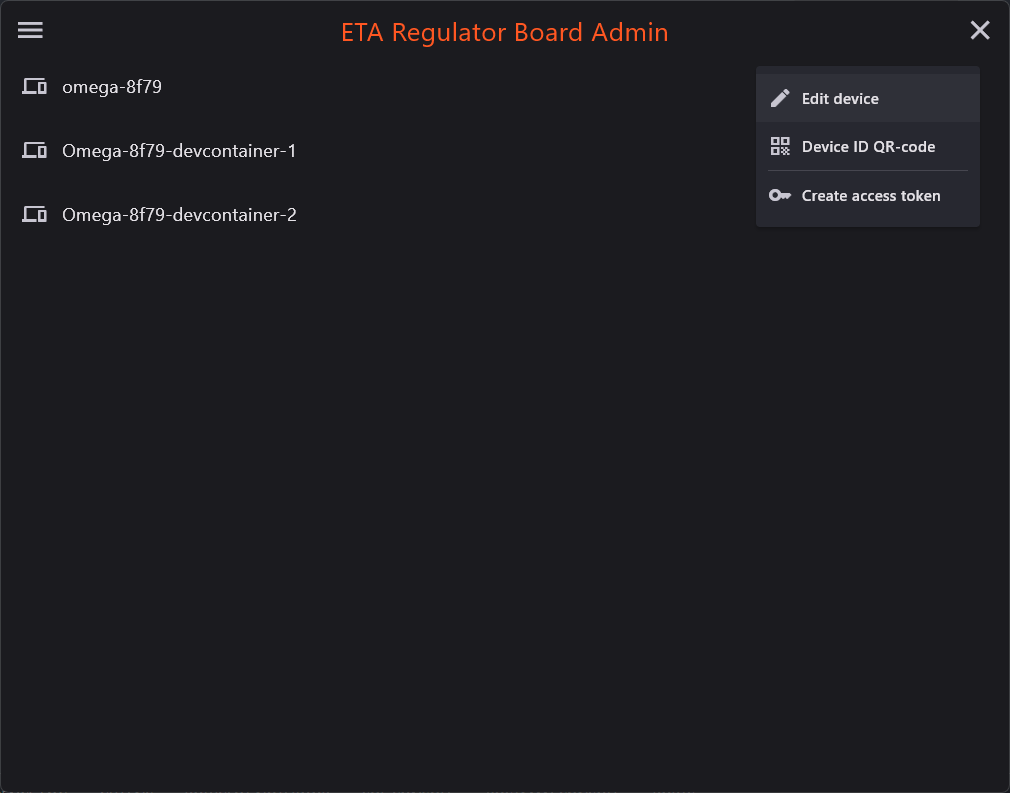 ETA Regulator Board Admin
omega-8f79
Omega-8f79-devcontainer-1
Omega-8f79-devcontainer-2
Edit device
Device ID QR-code
Create access token